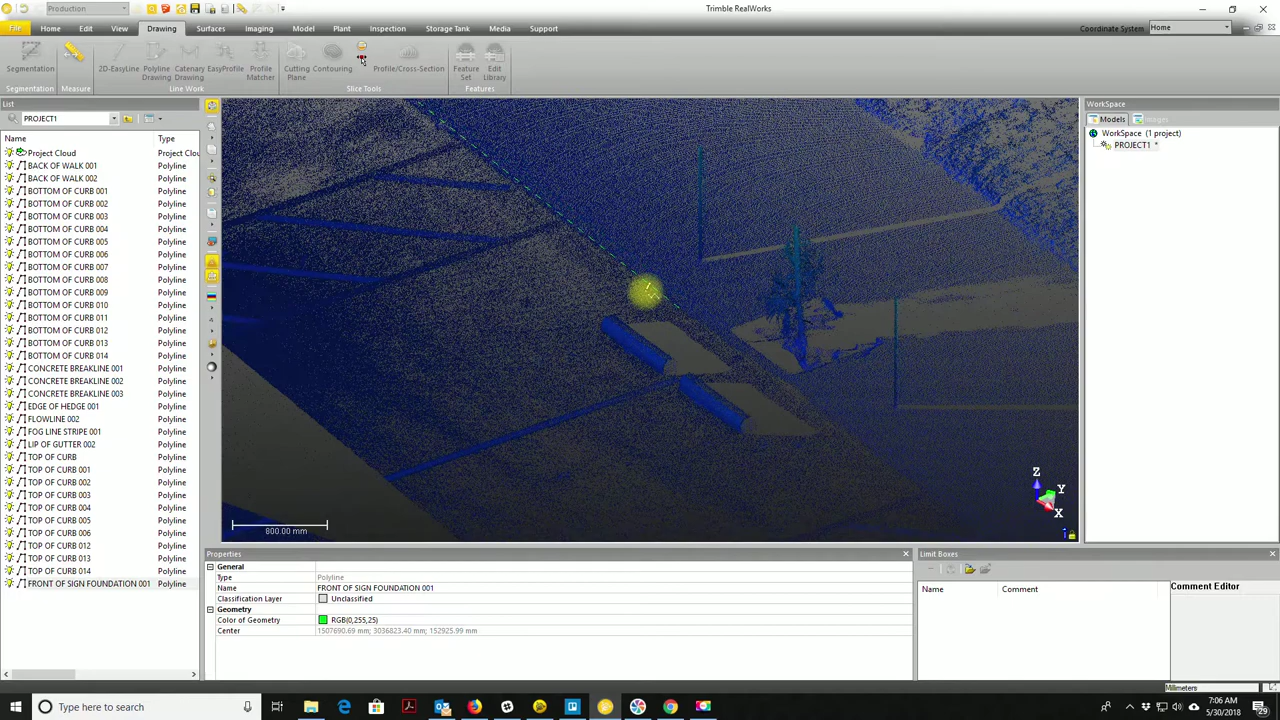 Production
Trimble RealWorks
File
Home
Edit
View
Drawing
Surfaces
Imaging
Model
Plant
Inspection
Storage Tank
Media
Support
Coordinate System
Home
Segmentation
2D-EasyLine
Polyline
Drawing
Catenary
Drawing
EasyProfile
Profile
Matcher
Cutting
Plane
Contouring
Profile/Cross-Section
Feature
Set
Edit
Library
Segmentation
Measure
Line Work
Slice Tools
Features
List
PROJECT1
Name
Type
Project Cloud
Project Clou
BACK OF WALK 001
Polyline
BACK OF WALK 002
Polyline
BOTTOM OF CURB 001
Polyline
BOTTOM OF CURB 002
Polyline
BOTTOM OF CURB 003
Polyline
BOTTOM OF CURB 004
Polyline
BOTTOM OF CURB 005
Polyline
BOTTOM OF CURB 006
Polyline
BOTTOM OF CURB 007
Polyline
BOTTOM OF CURB 008
Polyline
BOTTOM OF CURB 009
Polyline
BOTTOM OF CURB 010
Polyline
BOTTOM OF CURB 011
Polyline
BOTTOM OF CURB 012
Polyline
BOTTOM OF CURB 013
Polyline
BOTTOM OF CURB 014
Polyline
CONCRETE BREAKLINE 001
Polyline
CONCRETE BREAKLINE 002
Polyline
CONCRETE BREAKLINE 003
Polyline
EDGE OF HEDGE 001
Polyline
FLOWLINE 002
Polyline
FOG LINE STRIPE 001
Polyline
LIP OF GUTTER 002
Polyline
TOP OF CURB
Polyline
TOP OF CURB 001
Polyline
TOP OF CURB 002
Polyline
TOP OF CURB 003
Polyline
TOP OF CURB 004
Polyline
TOP OF CURB 005
Polyline
TOP OF CURB 006
Polyline
TOP OF CURB 012
Polyline
TOP OF CURB 013
Polyline
TOP OF CURB 014
Polyline
FRONT OF SIGN FOUNDATION 001
Polyline
800.00 mm
Z
Y
X
WorkSpace
Models
Images
WorkSpace (1 project)
PROJECT1 *
Properties
General
Type
Polyline
Name
FRONT OF SIGN FOUNDATION 001
Classification Layer
Unclassified
Geometry
Color of Geometry
RGB(0,255,25)
Center
1507690.69 mm; 3036823.40 mm; 152925.99 mm
Limit Boxes
Name
Comment
Comment Editor
Millimeters
Type here to search
7:06 AM
5/30/2018
29